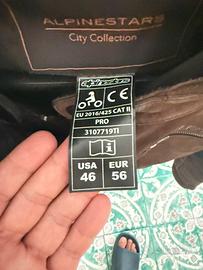 ALPINESTARS
City Collection
alpinestars
CE
EU 2016/425 CAT II
PRO
3107719TI
i
USA EUR
46 56